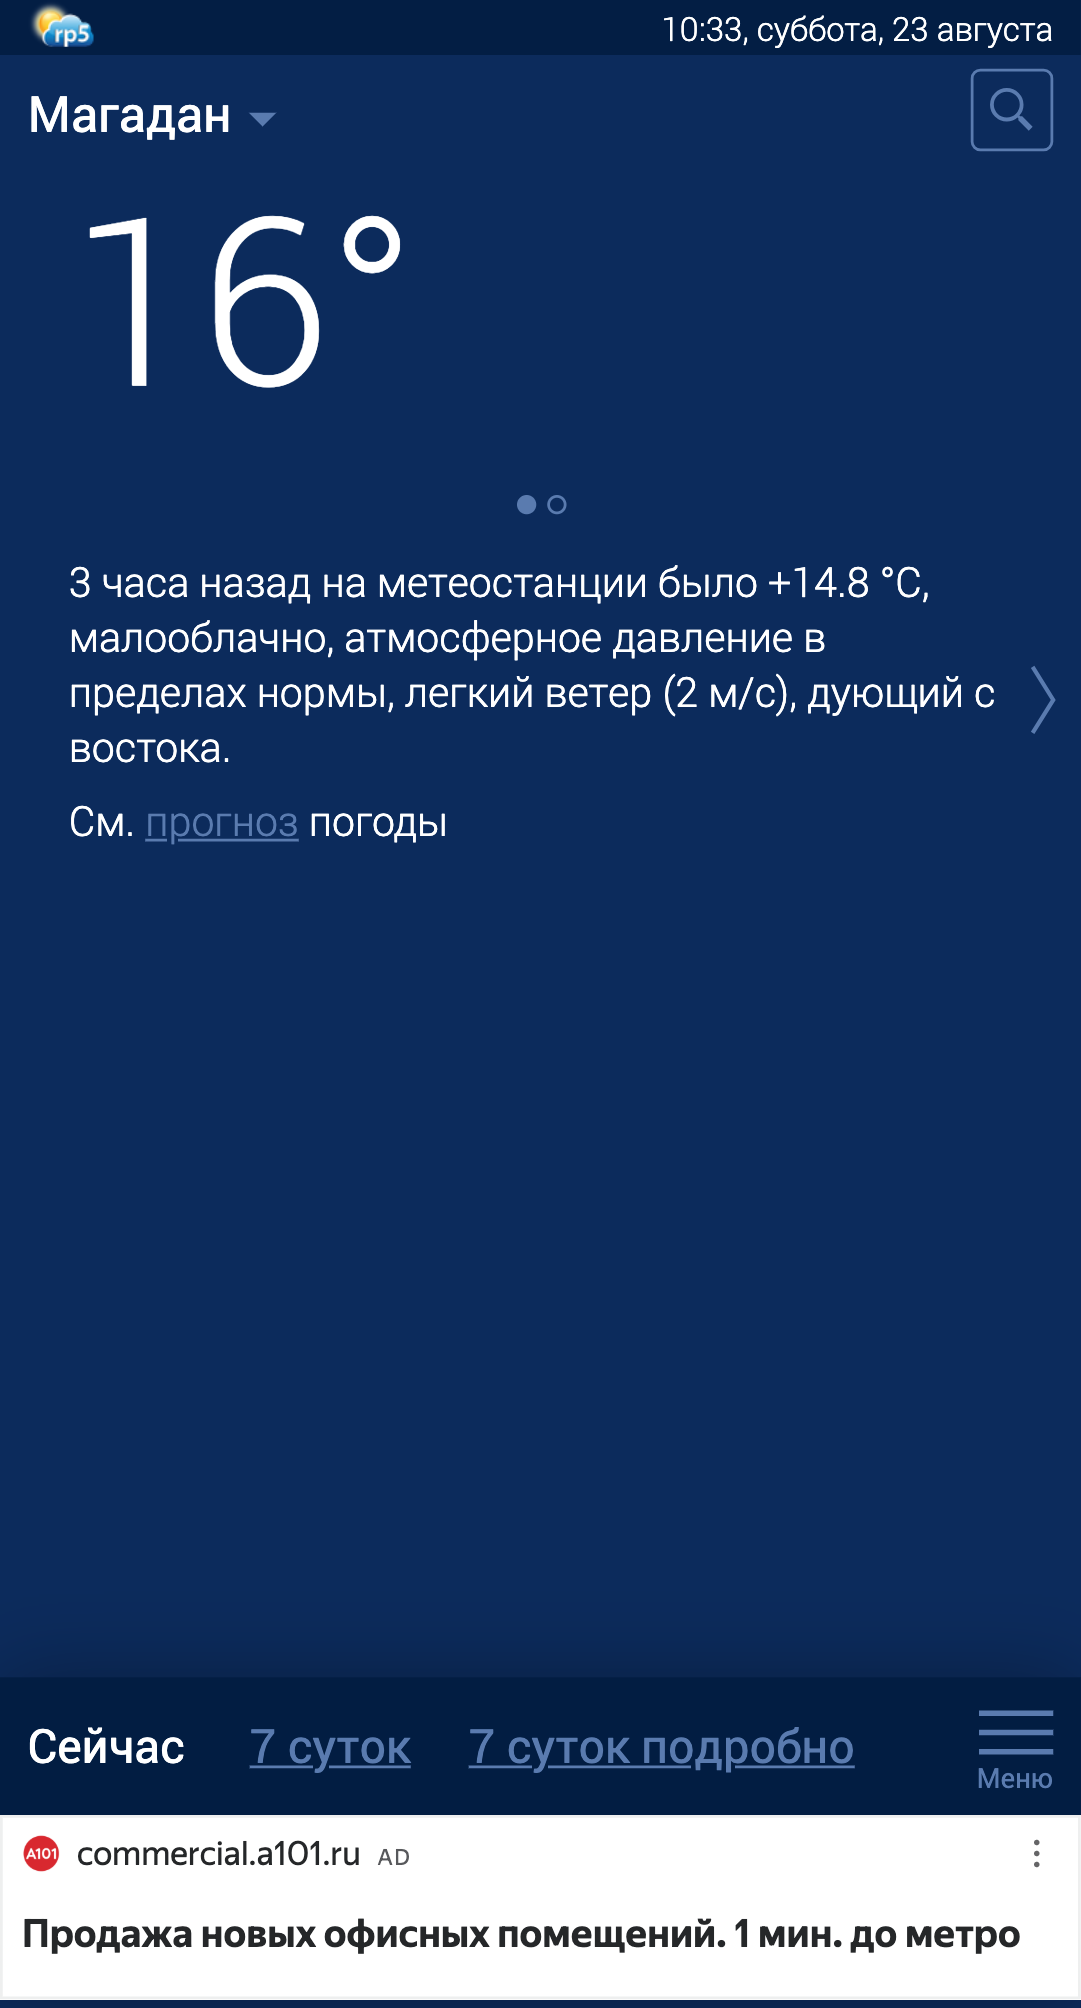 rp5
10:33, суббота, 23 августа
Магадан
16°
3 часа назад на метеостанции было +14.8 °C,
малооблачно, атмосферное давление в
пределах нормы, легкий ветер (2 м/с), дующий с
востока.
См. прогноз погоды
Сейчас 7 суток 7 суток подробно
Меню
A101 commercial.a101.ru AD
Продажа новых офисных помещений. 1 мин. до метро